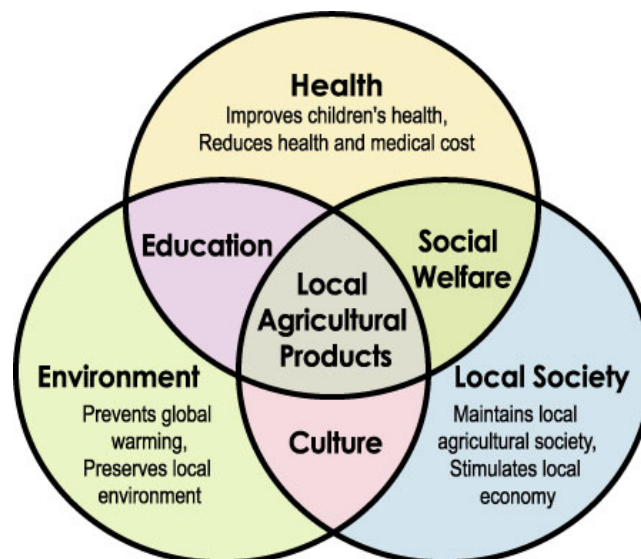 Health
Improves children's health,
Reduces health and medical cost
Education
Social
Welfare
Local
Agricultural
Products
Environment
Prevents global
warming,
Preserves local
environment
Culture
Local Society
Maintains local
agricultural society,
Stimulates local
economy